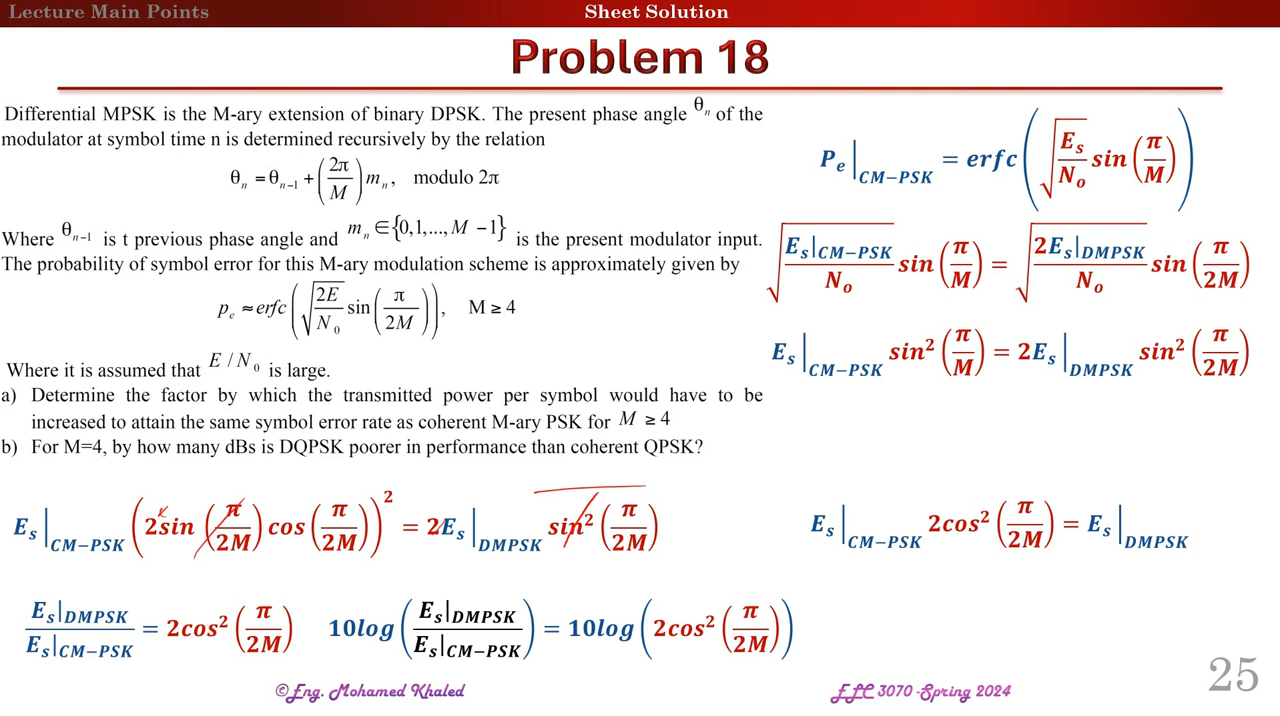 Lecture Main Points
Sheet Solution
Problem 18
Differential MPSK is the M-ary extension of binary DPSK. The present phase angle θₙ of the
modulator at symbol time n is determined recursively by the relation
θₙ = θₙ₋₁ + (2π/M) mₙ, modulo 2π
Where θₙ₋₁ is t previous phase angle and mₙ ∈ {0,1,..., M −1} is the present modulator input.
The probability of symbol error for this M-ary modulation scheme is approximately given by
pₑ ≈ erfc(√(2E/N₀) sin(π/2M)), M ≥ 4
Where it is assumed that E / N₀ is large.
a) Determine the factor by which the transmitted power per symbol would have to be
increased to attain the same symbol error rate as coherent M-ary PSK for M ≥ 4
b) For M=4, by how many dBs is DQPSK poorer in performance than coherent QPSK?
Pₑ|CM−PSK = erfc(√(Eₛ/Nₒ) sin(π/M))
√(Eₛ|CM−PSK/Nₒ) sin(π/M) = √(2Eₛ|DMPSK/Nₒ) sin(π/2M)
Eₛ|CM−PSK sin²(π/M) = 2Eₛ|DMPSK sin²(π/2M)
Eₛ|CM−PSK (2sin(π/2M) cos(π/2M))² = 2Eₛ|DMPSK sin²(π/2M)
Eₛ|CM−PSK 2cos²(π/2M) = Eₛ|DMPSK
Eₛ|DMPSK/Eₛ|CM−PSK = 2cos²(π/2M)
10log(Eₛ|DMPSK/Eₛ|CM−PSK) = 10log(2cos²(π/2M))
©Eng. Mohamed Khaled
ELC 3070 -Spring 2024
25